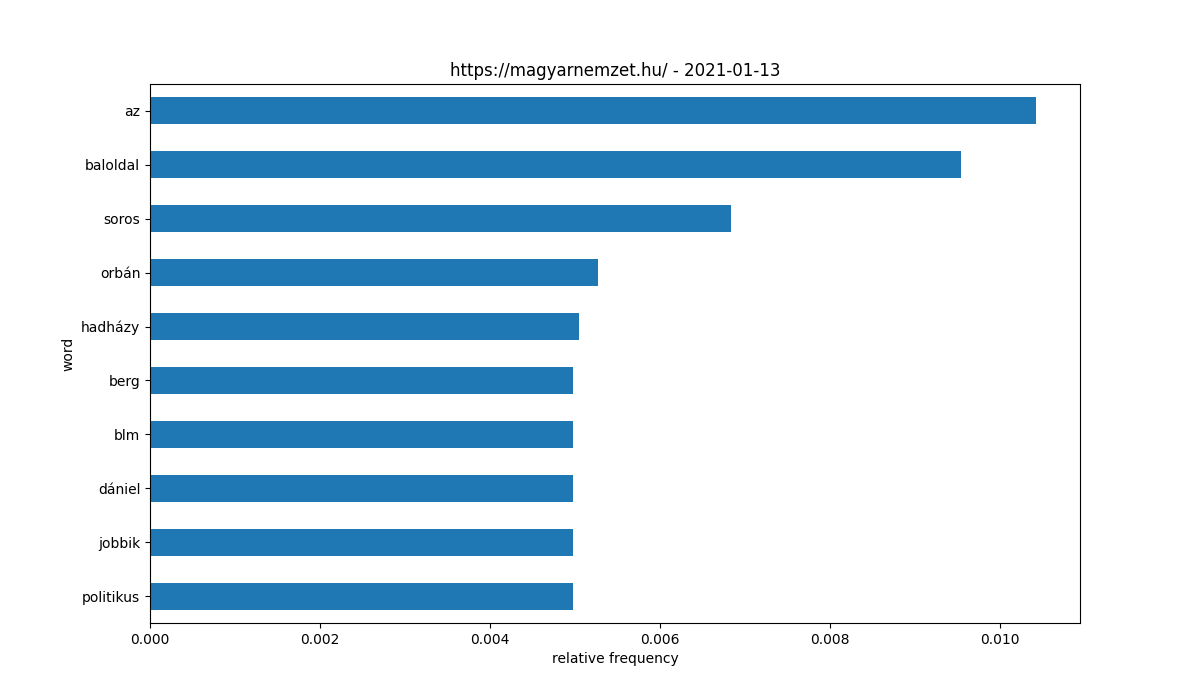 https://magyarnemzet.hu/ - 2021-01-13
az
baloldal
soros
orbán
hadházy
berg
blm
dániel
jobbik
politikus
word
0.000 0.002 0.004 0.006 0.008 0.010
relative frequency